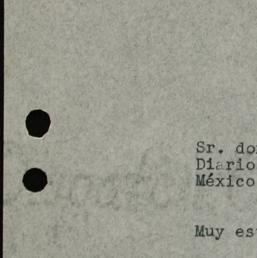 Sr. do
Diario
México
Muy es